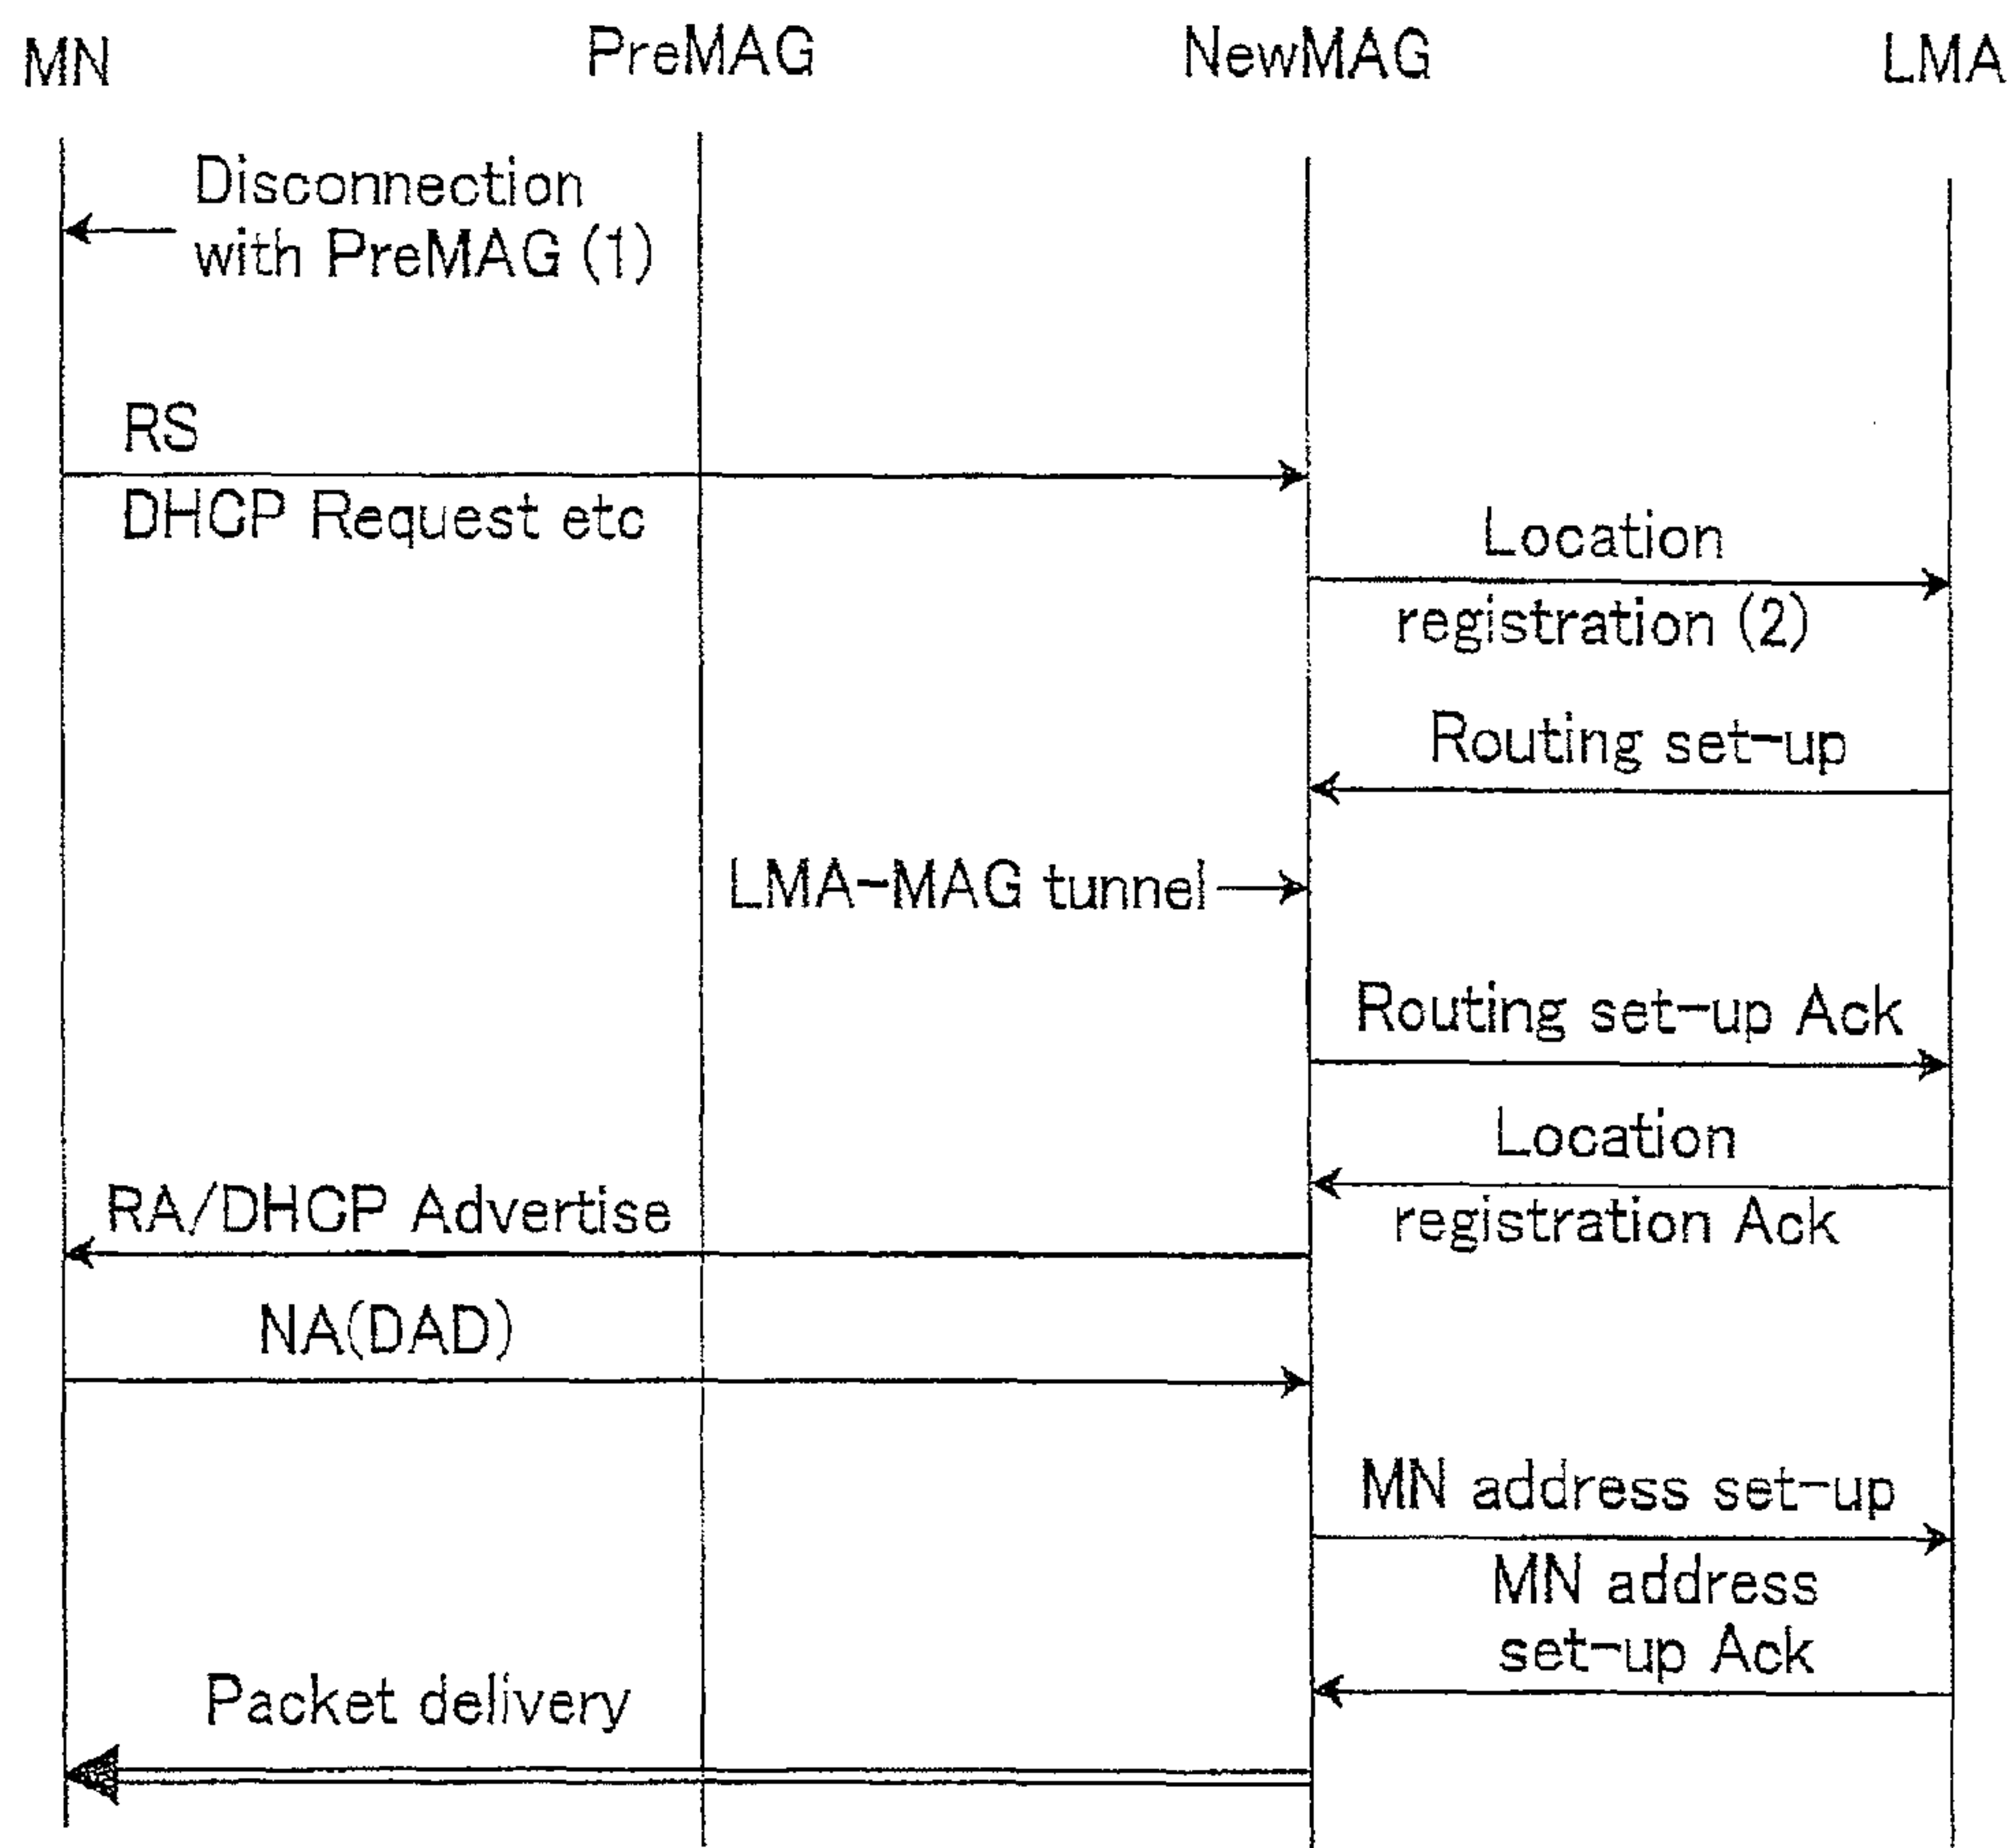 MN
PreMAG
NewMAG
LMA
Disconnection
with PreMAG (1)
RS
DHCP Request etc
Location
registration (2)
Routing set-up
LMA-MAG tunnel
Routing set-up Ack
Location
registration Ack
RA/DHCP Advertise
NA(DAD)
MN address set-up
MN address
set-up Ack
Packet delivery